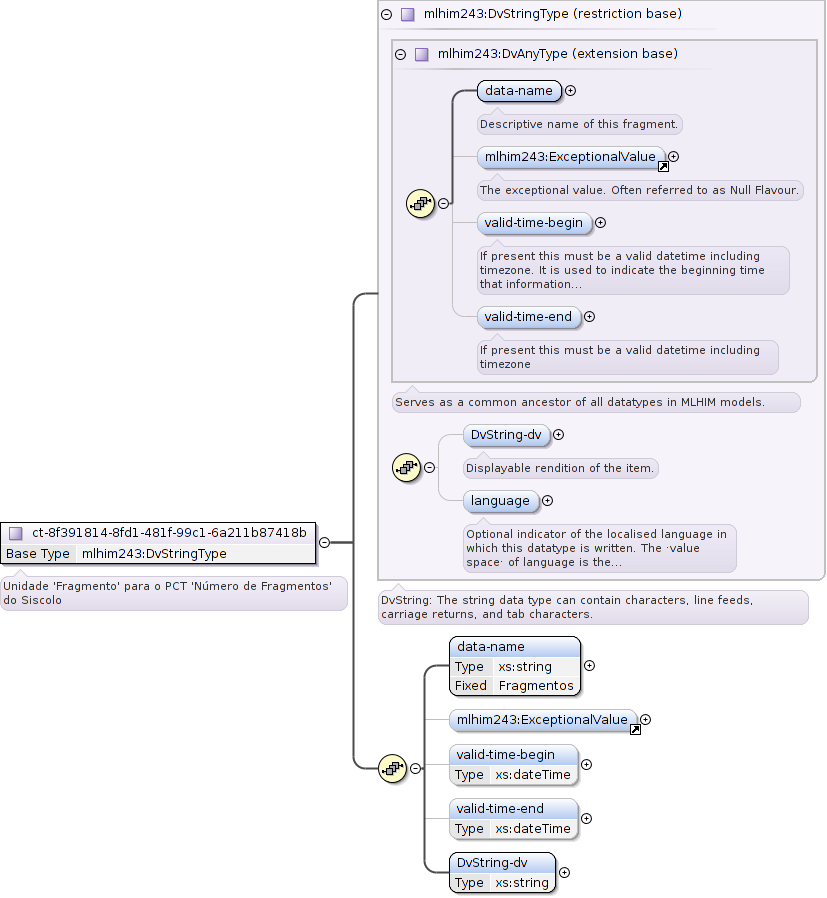 mlhim243:DvStringType (restriction base)
mlhim243:DvAnyType (extension base)
data-name
Descriptive name of this fragment.
mlhim243:ExceptionalValue
The exceptional value. Often referred to as Null Flavour.
valid-time-begin
If present this must be a valid datetime including
timezone. It is used to indicate the beginning time
that information...
valid-time-end
If present this must be a valid datetime including
timezone
Serves as a common ancestor of all datatypes in MLHIM models.
DvString-dv
Displayable rendition of the item.
language
Optional indicator of the localised language in
which this datatype is written. The ·value
space· of language is the...
DvString: The string data type can contain characters, line feeds,
carriage returns, and tab characters.
ct-8f391814-8fd1-481f-99c1-6a211b87418b
Base Type mlhim243:DvStringType
Unidade 'Fragmento' para o PCT 'Número de Fragmentos'
do Siscolo
data-name
Type xs:string
Fixed Fragmentos
mlhim243:ExceptionalValue
valid-time-begin
Type xs:dateTime
valid-time-end
Type xs:dateTime
DvString-dv
Type xs:string